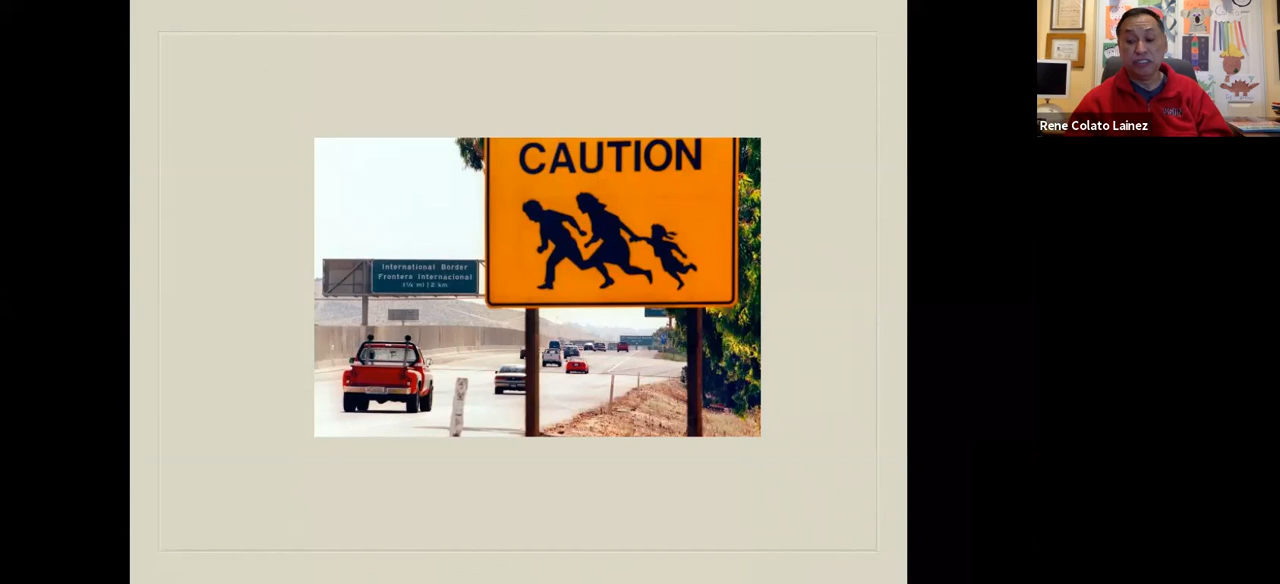 CAUTION
International Border
Frontera Internacional
Rene Colato Lainez